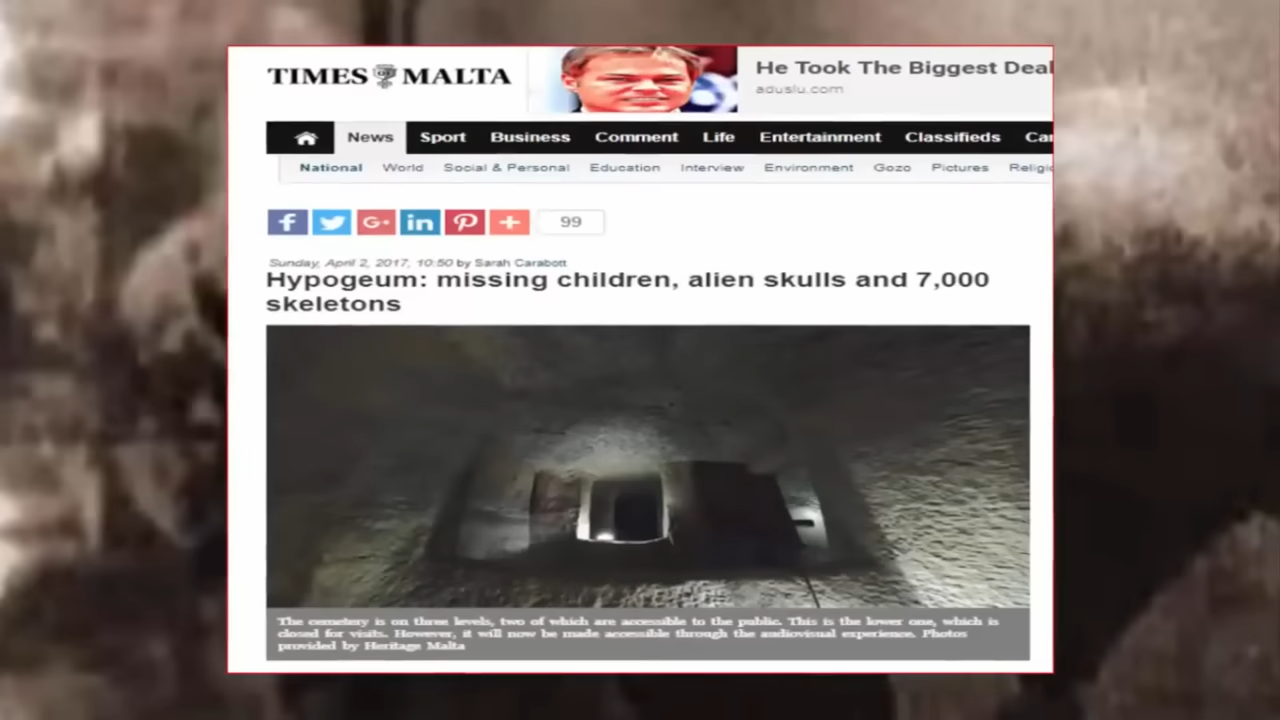 TIMES MALTA
He Took The Biggest Deal
aduslu.com
News Sport Business Comment Life Entertainment Classifieds Car
National World Social & Personal Education Interview Environment Gozo Pictures Religio
f in G+ 99
Sunday, April 2, 2017, 10:50 by Sarah Carabott
Hypogeum: missing children, alien skulls and 7,000
skeletons
The cemetery is on three levels, two of which are accessible to the public. This is the lower one, which is
closed for visits. However, it will now be made accessible through the audiovisual experience. Photos
provided by Heritage Malta